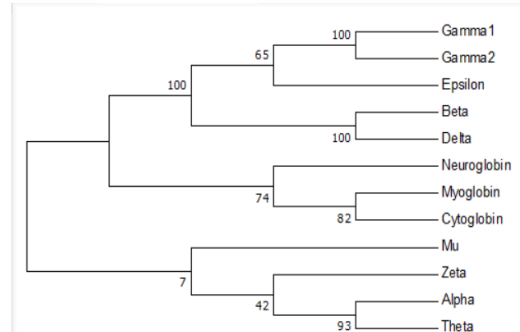 Gamma1
100
Gamma2
65
Epsilon
100
Beta
Delta
100
Neuroglobin
74
Myoglobin
82
Cytoglobin
Mu
7
Zeta
42
Alpha
93
Theta